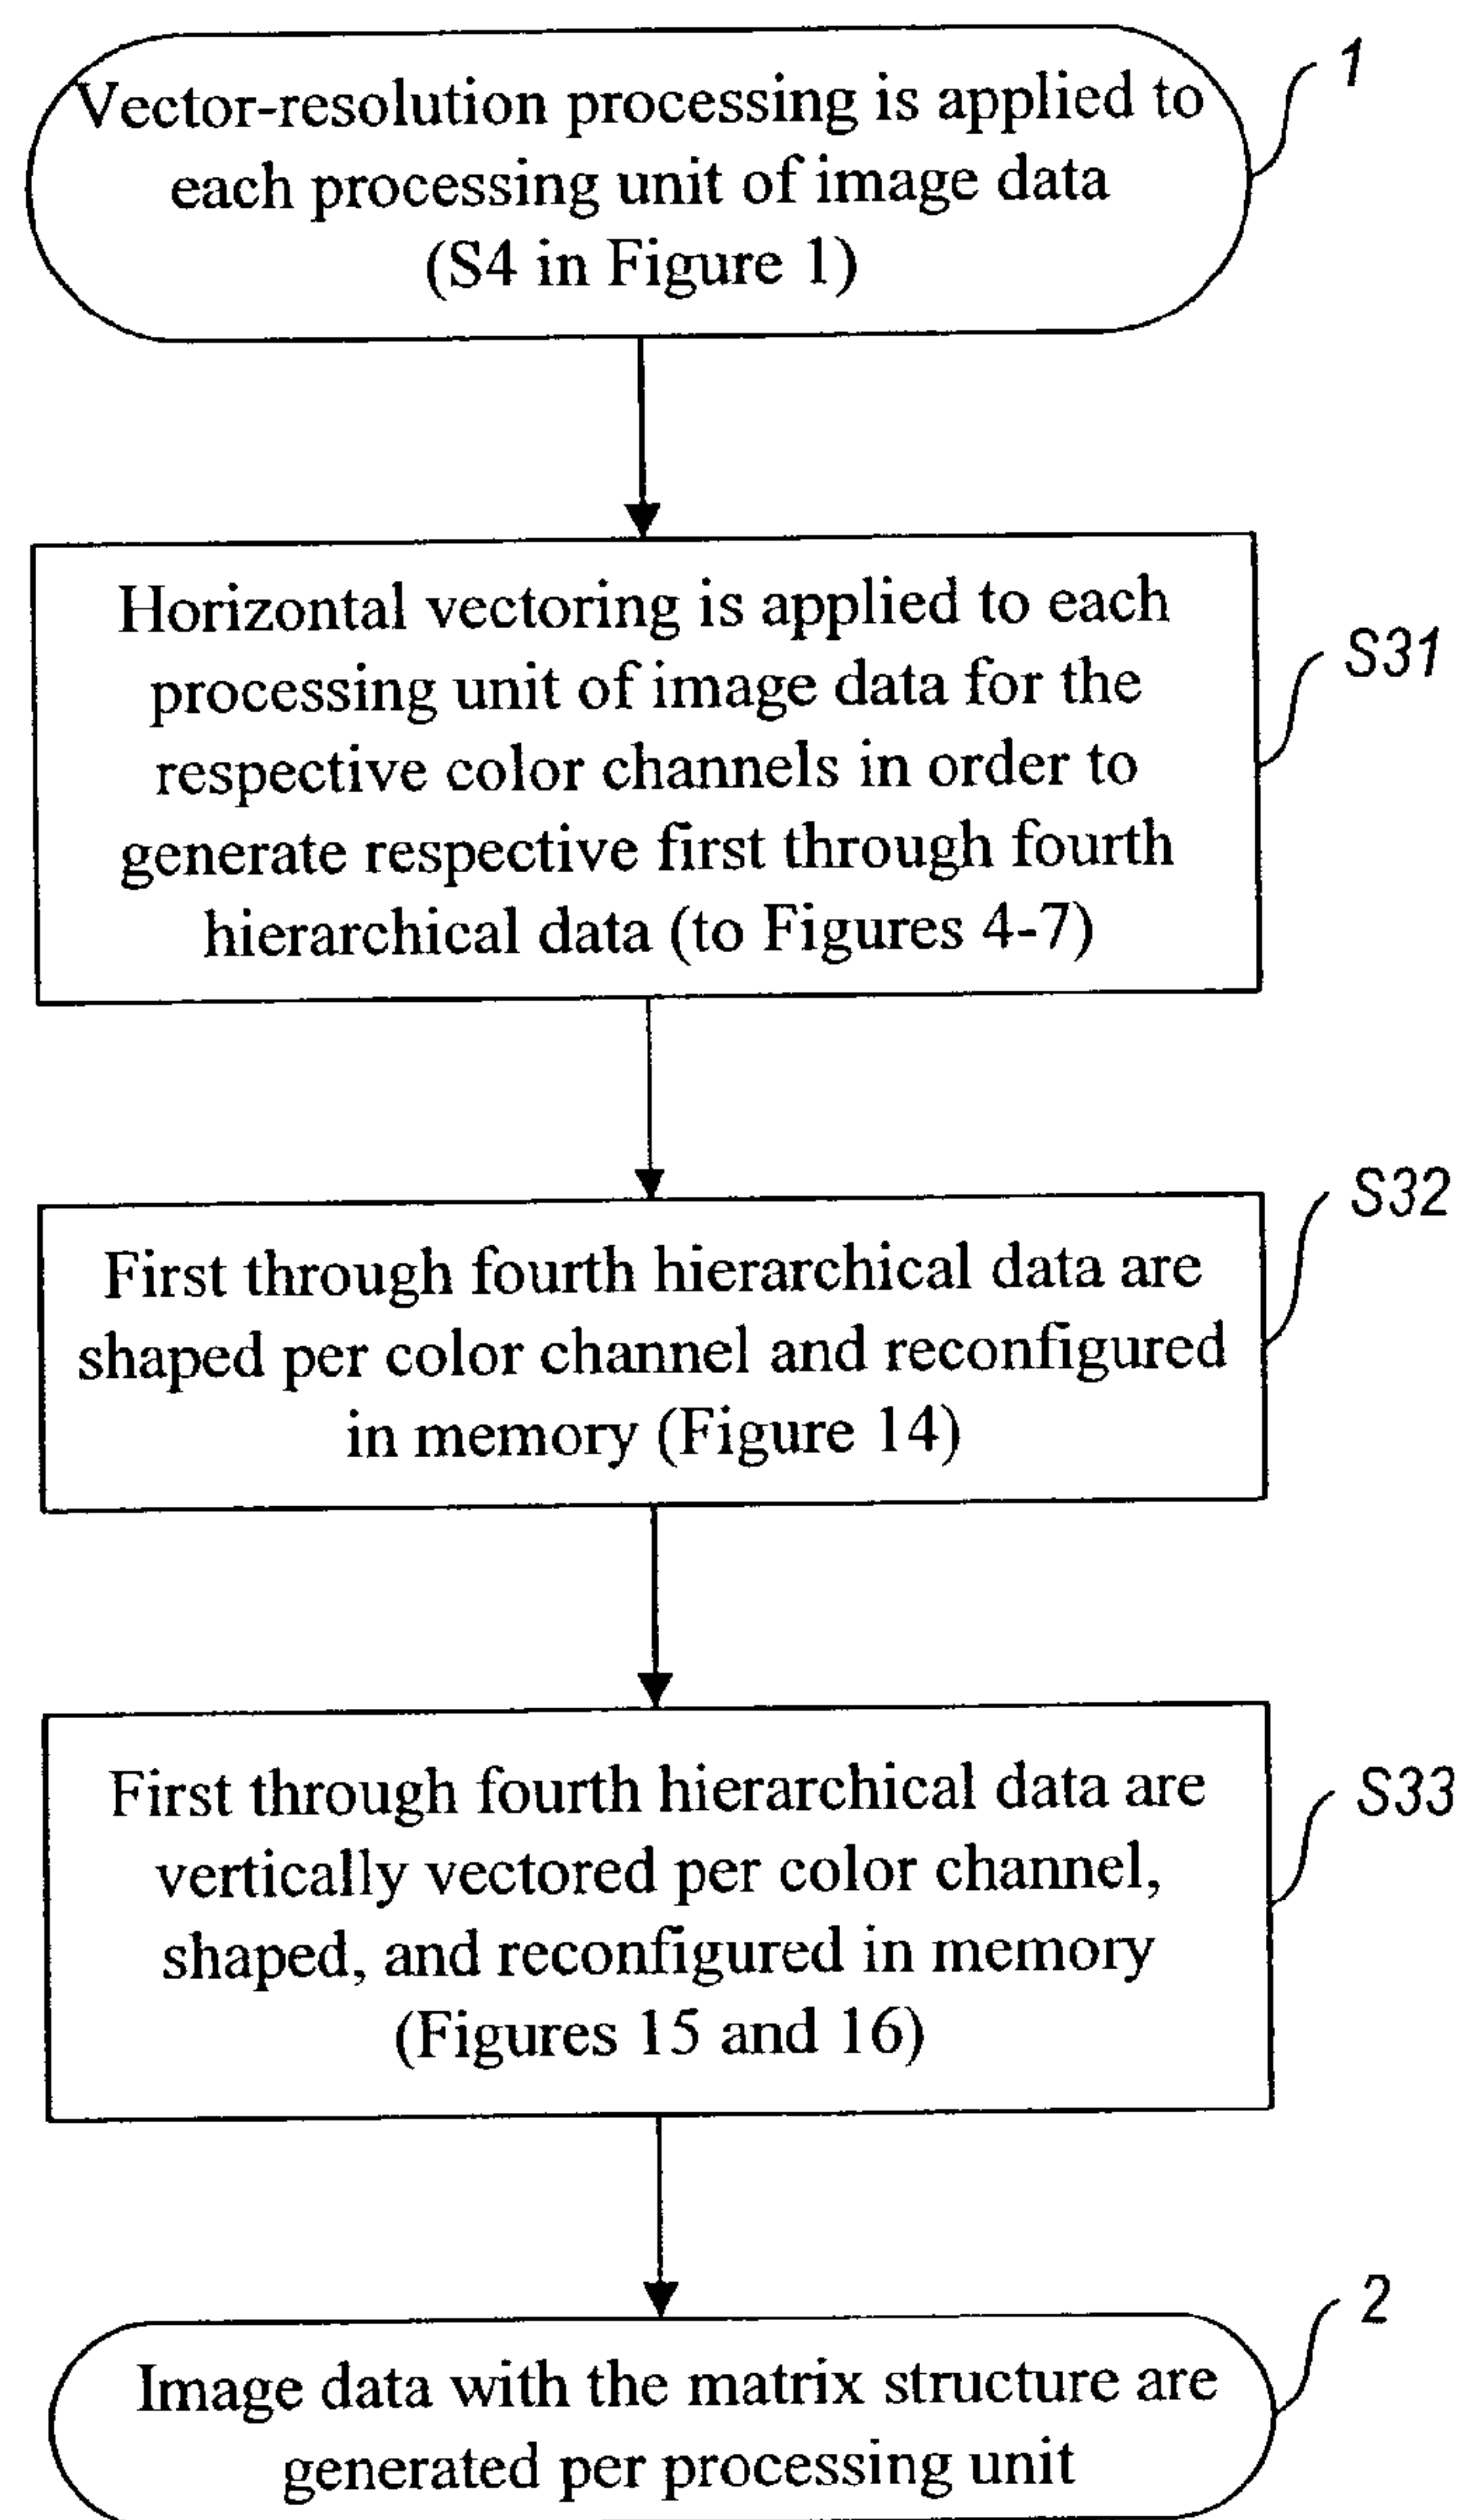 1
Vector-resolution processing is applied to
each processing unit of image data
(S4 in Figure 1)
S31
Horizontal vectoring is applied to each
processing unit of image data for the
respective color channels in order to
generate respective first through fourth
hierarchical data (to Figures 4-7)
S32
First through fourth hierarchical data are
shaped per color channel and reconfigured
in memory (Figure 14)
S33
First through fourth hierarchical data are
vertically vectored per color channel,
shaped, and reconfigured in memory
(Figures 15 and 16)
2
Image data with the matrix structure are
generated per processing unit